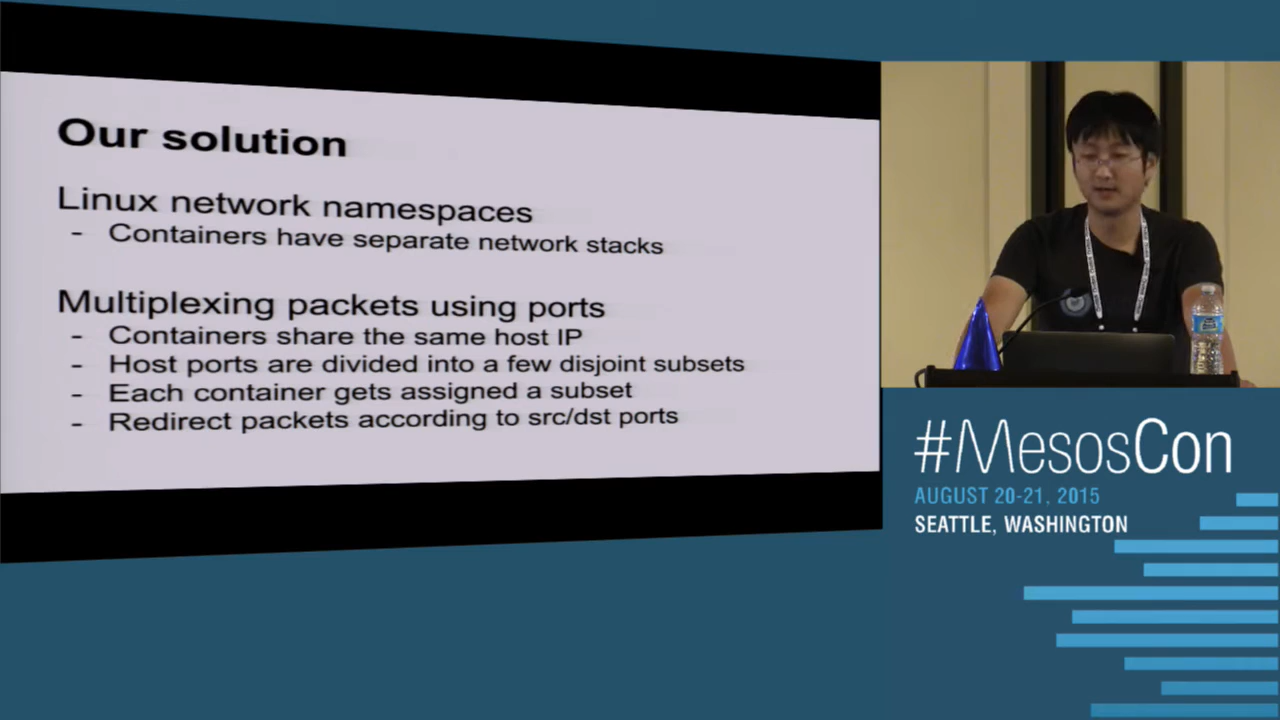 Our solution
Linux network namespaces
- Containers have separate network stacks
Multiplexing packets using ports
- Containers share the same host IP
- Host ports are divided into a few disjoint subsets
- Each container gets assigned a subset
- Redirect packets according to src/dst ports
#MesosCon
AUGUST 20-21, 2015
SEATTLE, WASHINGTON